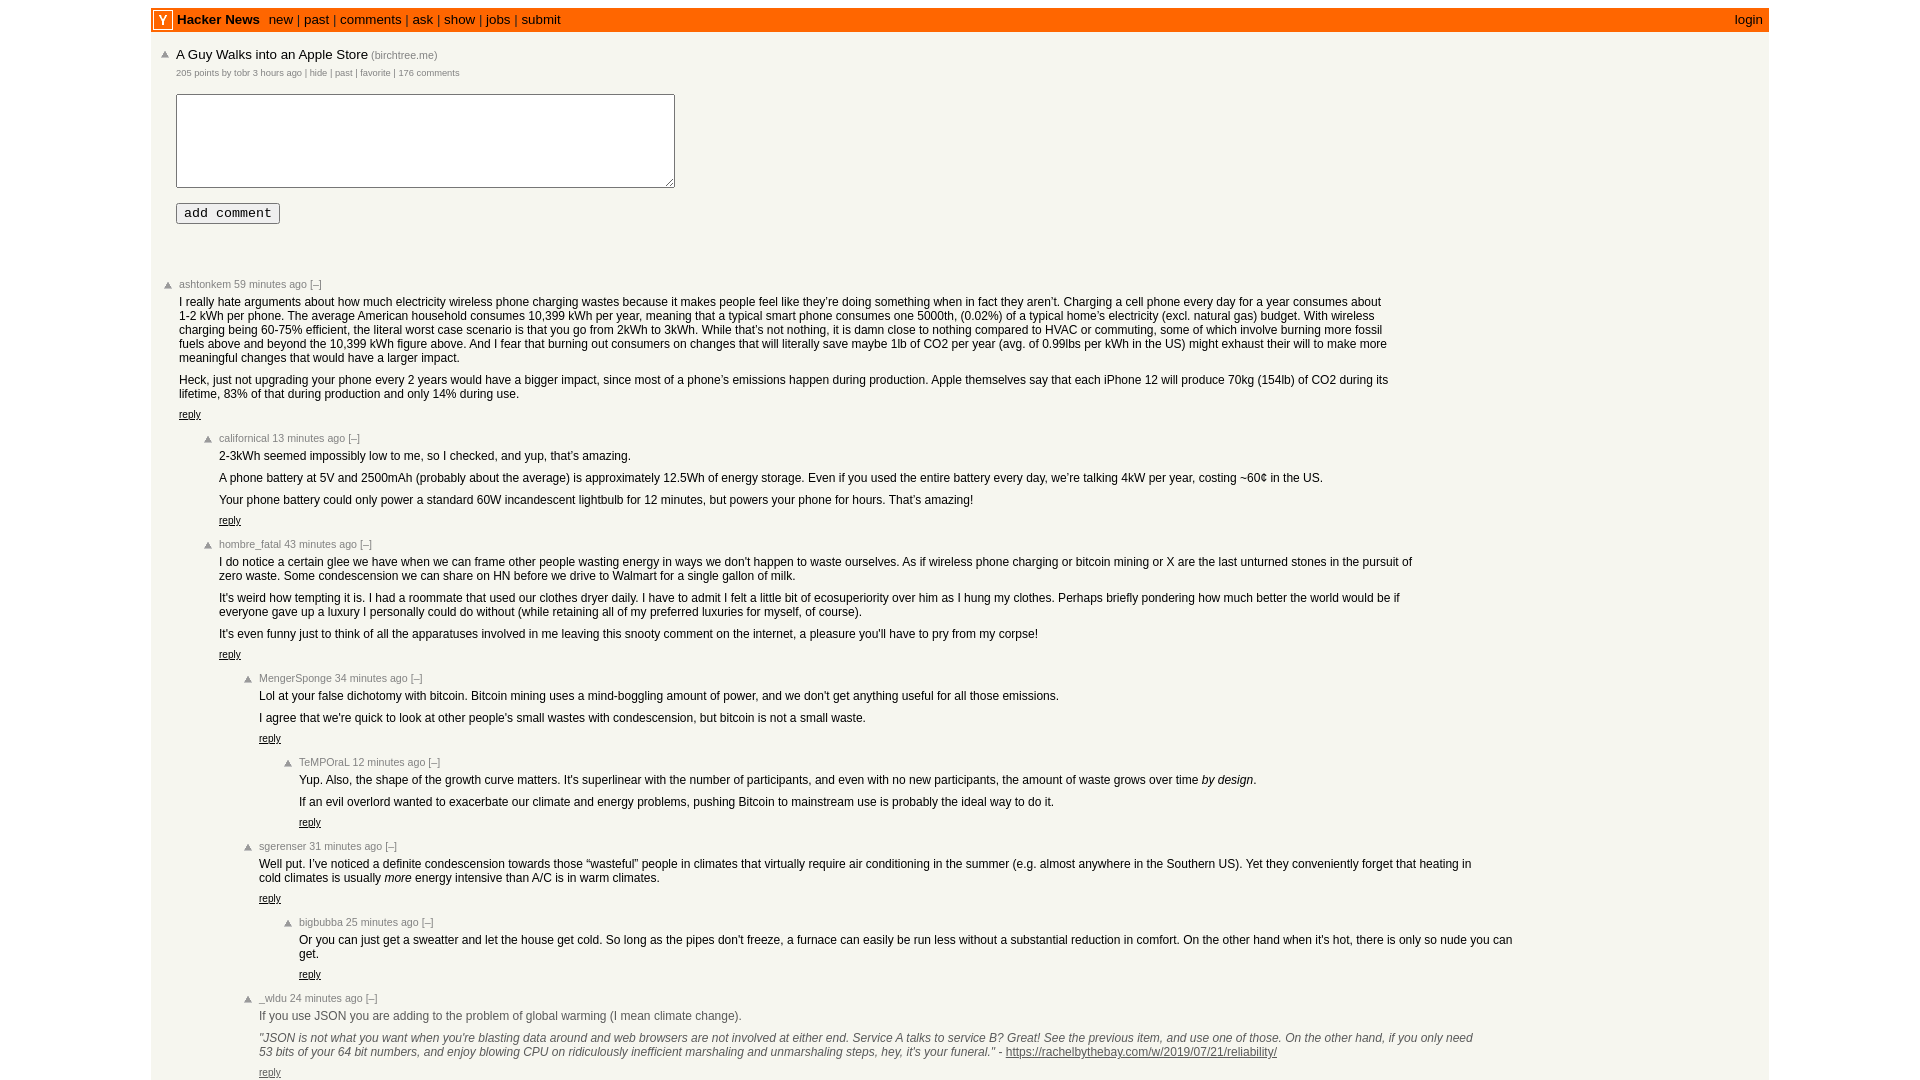 Y Hacker News new | past | comments | ask | show | jobs | submit login
A Guy Walks into an Apple Store (birchtree.me)
205 points by tobr 3 hours ago | hide | past | favorite | 176 comments
add comment
ashtonkem 59 minutes ago [–]
I really hate arguments about how much electricity wireless phone charging wastes because it makes people feel like they’re doing something when in fact they aren’t. Charging a cell phone every day for a year consumes about
1-2 kWh per phone. The average American household consumes 10,399 kWh per year, meaning that a typical smart phone consumes one 5000th, (0.02%) of a typical home’s electricity (excl. natural gas) budget. With wireless
charging being 60-75% efficient, the literal worst case scenario is that you go from 2kWh to 3kWh. While that’s not nothing, it is damn close to nothing compared to HVAC or commuting, some of which involve burning more fossil
fuels above and beyond the 10,399 kWh figure above. And I fear that burning out consumers on changes that will literally save maybe 1lb of CO2 per year (avg. of 0.99lbs per kWh in the US) might exhaust their will to make more
meaningful changes that would have a larger impact.
Heck, just not upgrading your phone every 2 years would have a bigger impact, since most of a phone’s emissions happen during production. Apple themselves say that each iPhone 12 will produce 70kg (154lb) of CO2 during its
lifetime, 83% of that during production and only 14% during use.
reply
californical 13 minutes ago [–]
2-3kWh seemed impossibly low to me, so I checked, and yup, that’s amazing.
A phone battery at 5V and 2500mAh (probably about the average) is approximately 12.5Wh of energy storage. Even if you used the entire battery every day, we’re talking 4kW per year, costing ~60¢ in the US.
Your phone battery could only power a standard 60W incandescent lightbulb for 12 minutes, but powers your phone for hours. That’s amazing!
reply
hombre_fatal 43 minutes ago [–]
I do notice a certain glee we have when we can frame other people wasting energy in ways we don't happen to waste ourselves. As if wireless phone charging or bitcoin mining or X are the last unturned stones in the pursuit of
zero waste. Some condescension we can share on HN before we drive to Walmart for a single gallon of milk.
It's weird how tempting it is. I had a roommate that used our clothes dryer daily. I have to admit I felt a little bit of ecosuperiority over him as I hung my clothes. Perhaps briefly pondering how much better the world would be if
everyone gave up a luxury I personally could do without (while retaining all of my preferred luxuries for myself, of course).
It's even funny just to think of all the apparatuses involved in me leaving this snooty comment on the internet, a pleasure you'll have to pry from my corpse!
reply
MengerSponge 34 minutes ago [–]
Lol at your false dichotomy with bitcoin. Bitcoin mining uses a mind-boggling amount of power, and we don't get anything useful for all those emissions.
I agree that we're quick to look at other people's small wastes with condescension, but bitcoin is not a small waste.
reply
TeMPOraL 12 minutes ago [–]
Yup. Also, the shape of the growth curve matters. It's superlinear with the number of participants, and even with no new participants, the amount of waste grows over time by design.
If an evil overlord wanted to exacerbate our climate and energy problems, pushing Bitcoin to mainstream use is probably the ideal way to do it.
reply
sgerenser 31 minutes ago [–]
Well put. I’ve noticed a definite condescension towards those “wasteful” people in climates that virtually require air conditioning in the summer (e.g. almost anywhere in the Southern US). Yet they conveniently forget that heating in
cold climates is usually more energy intensive than A/C is in warm climates.
reply
bigbubba 25 minutes ago [–]
Or you can just get a sweatter and let the house get cold. So long as the pipes don't freeze, a furnace can easily be run less without a substantial reduction in comfort. On the other hand when it's hot, there is only so nude you can
get.
reply
_wldu 24 minutes ago [–]
If you use JSON you are adding to the problem of global warming (I mean climate change).
"JSON is not what you want when you're blasting data around and web browsers are not involved at either end. Service A talks to service B? Great! See the previous item, and use one of those. On the other hand, if you only need
53 bits of your 64 bit numbers, and enjoy blowing CPU on ridiculously inefficient marshaling and unmarshaling steps, hey, it's your funeral." - https://rachelbythebay.com/w/2019/07/21/reliability/
reply